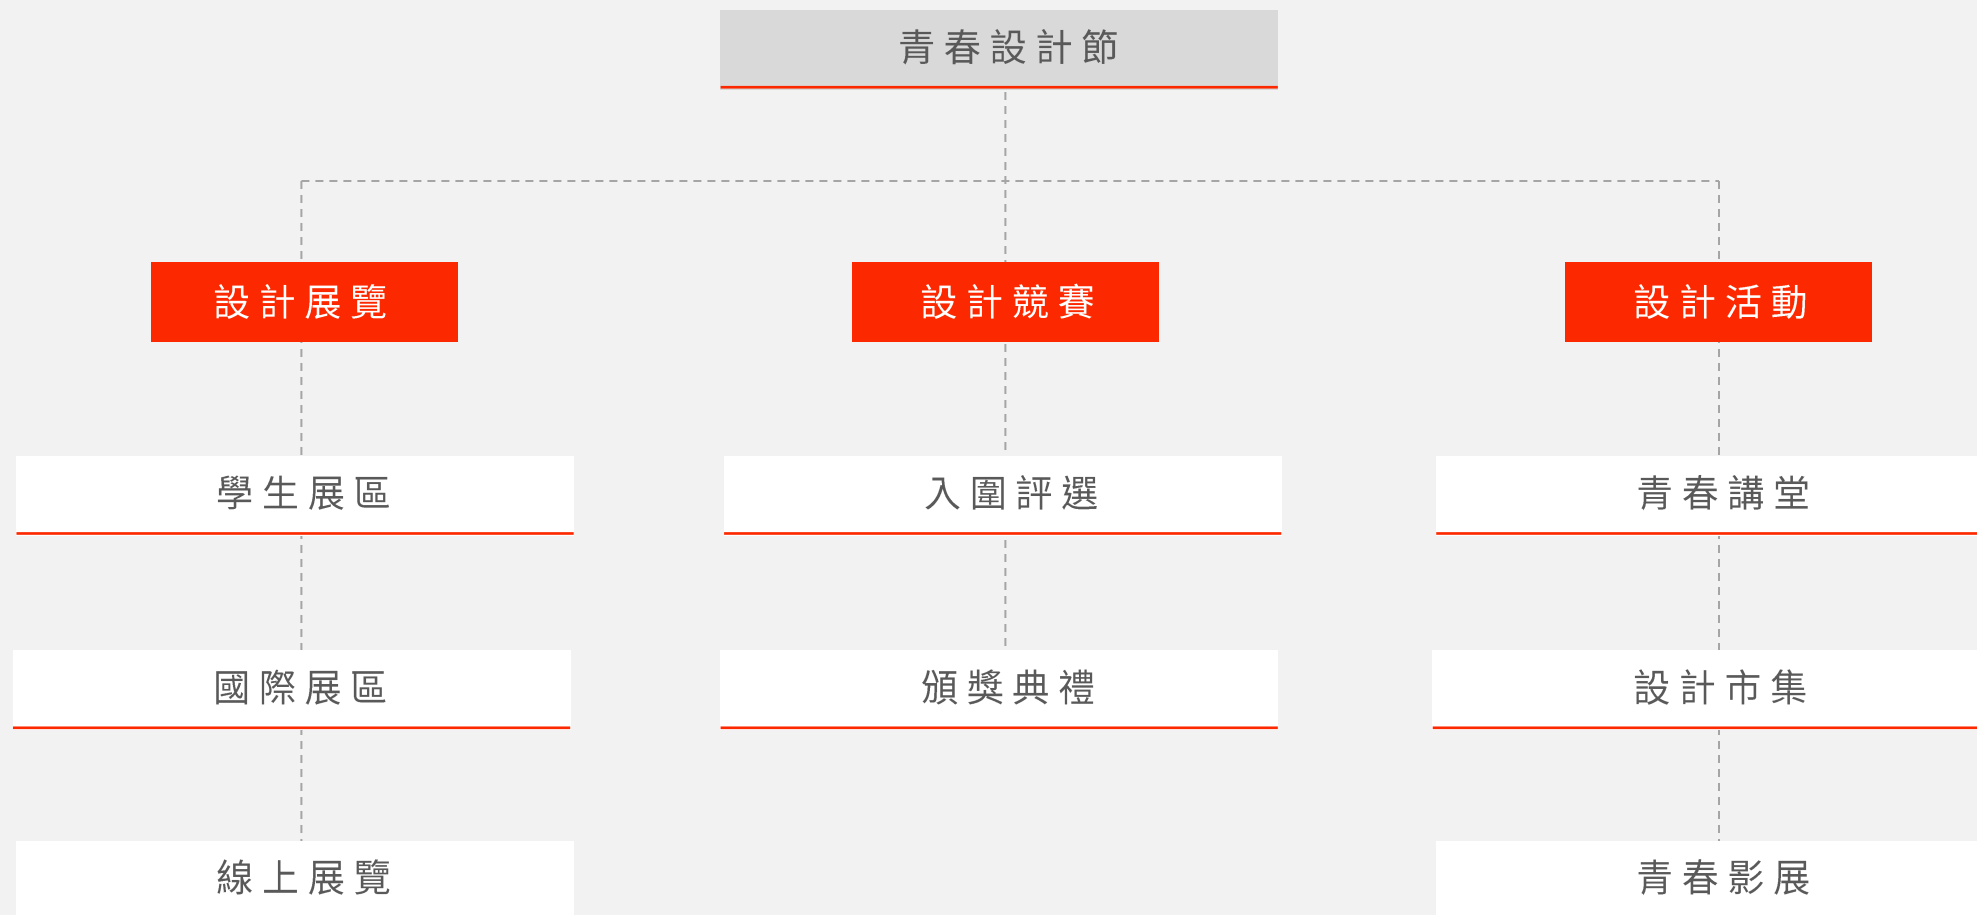 青春設計節
設計展覽
設計競賽
設計活動
學生展區
入圍評選
青春講堂
國際展區
頒獎典禮
設計市集
線上展覽
青春影展